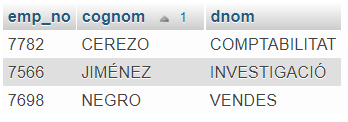 emp_no cognom 1 dnom
7782 CEREZO COMPTABILITAT
7566 JIMÉNEZ INVESTIGACIÓ
7698 NEGRO VENDES